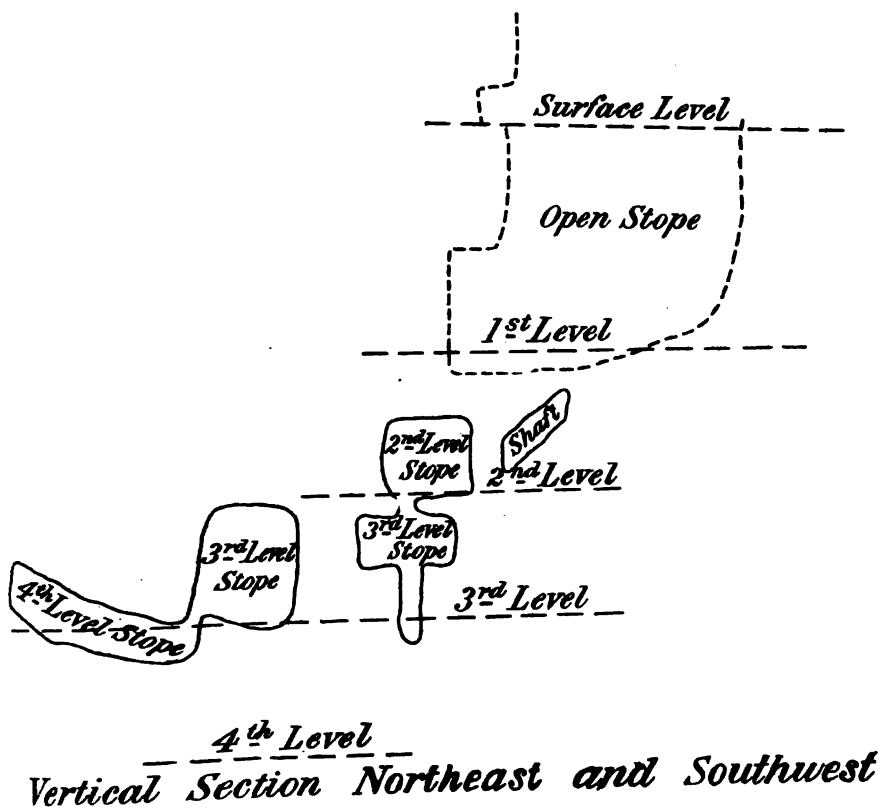 Surface Level
Open Stope
1st Level
Shaft
2nd Level
Stope
2nd Level
3rd Level
Stope
3rd Level
Stope
3rd Level
4th Level Stope
4th Level
Vertical Section Northeast and Southwest